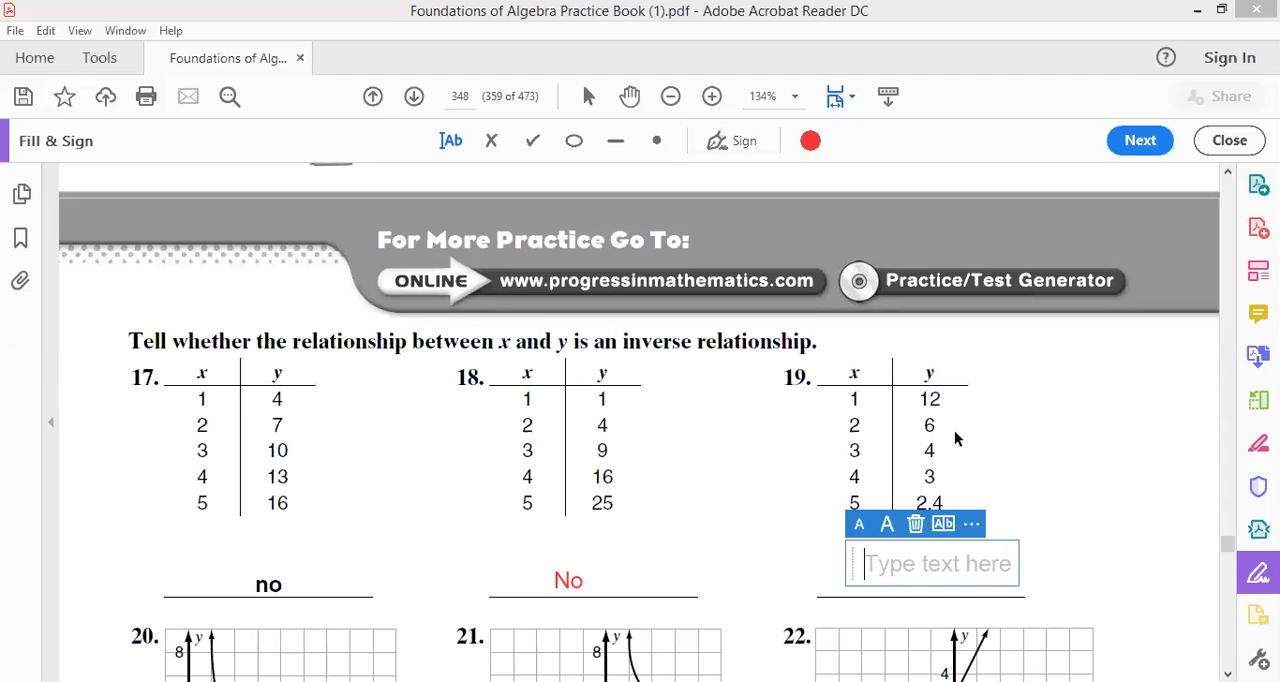 Foundations of Algebra Practice Book (1).pdf - Adobe Acrobat Reader DC
File Edit View Window Help
Home Tools Foundations of Alg... × ? Sign In
348 (359 of 473) 134% Share
Fill & Sign Ab Sign Next Close
For More Practice Go To:
ONLINE www.progressinmathematics.com Practice/Test Generator
Tell whether the relationship between x and y is an inverse relationship.
17. x y 18. x y 19. x y
1 4 1 1 1 12
2 7 2 4 2 6
3 10 3 9 3 4
4 13 4 16 4 3
5 16 5 25 5 2.4
A A Ab ...
Type text here
no No
20. y 21. y 22. y
8 8
4